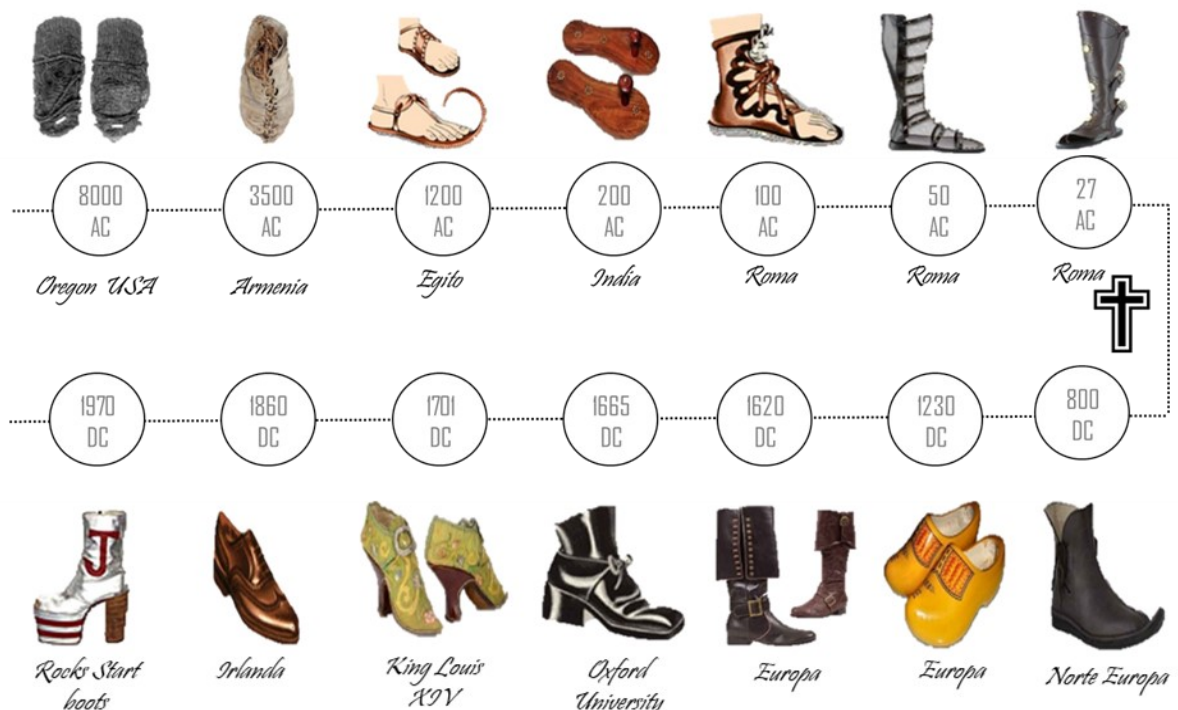 8000
AC
3500
AC
1200
AC
200
AC
100
AC
50
AC
27
AC
Oregon USA
Armenia
Egito
India
Roma
Roma
Roma
1970
DC
1860
DC
1701
DC
1665
DC
1620
DC
1230
DC
800
DC
J
Rocks Start
boots
Irlanda
King Louis
XIV
Oxford
University
Europa
Europa
Norte Europa